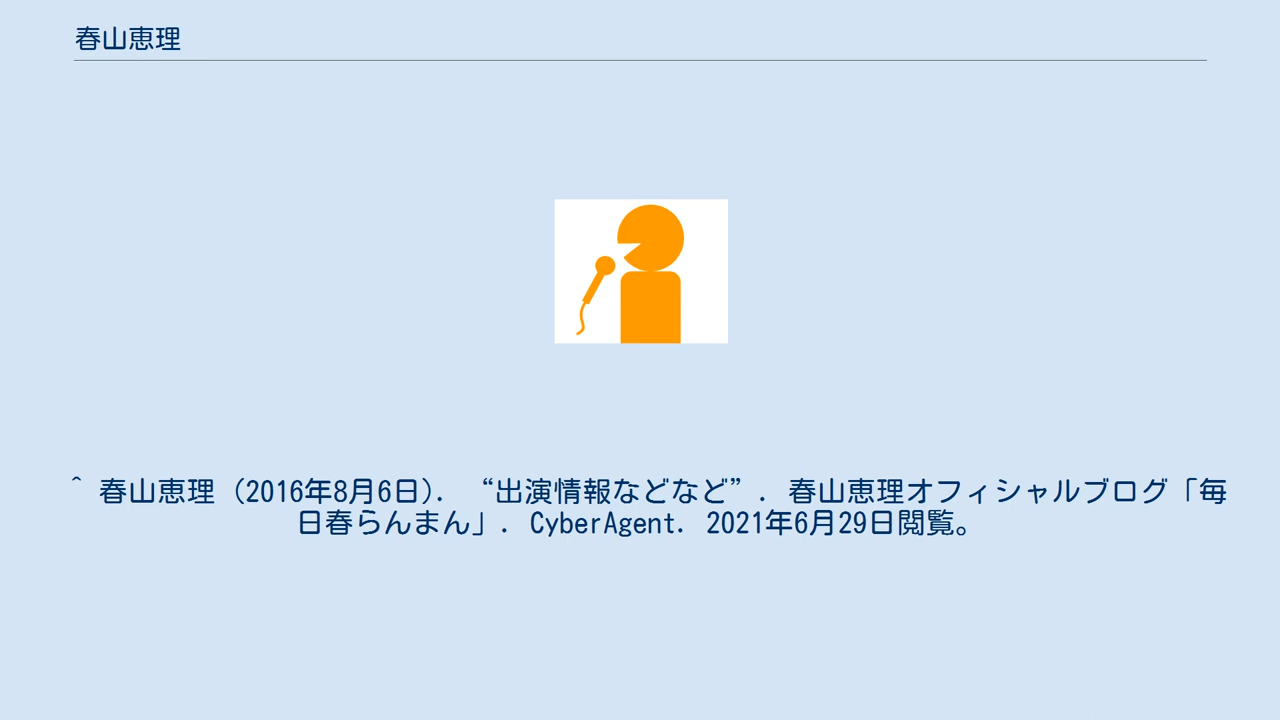 春山恵理
^ 春山恵理 (2016年8月6日). “出演情報などなど”. 春山恵理オフィシャルブログ「毎
日春らんまん」. CyberAgent. 2021年6月29日閲覧。